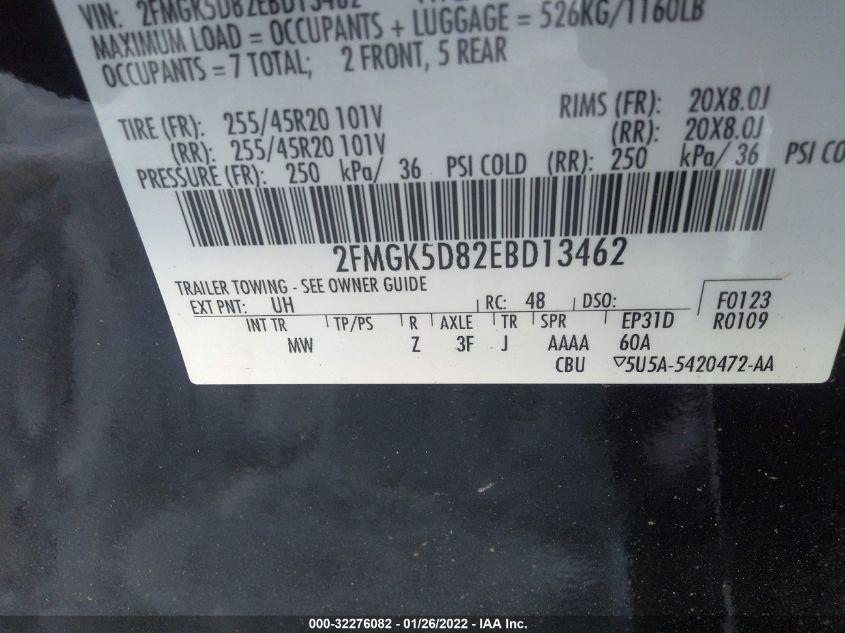 VIN: 2FMGK5D82EBD13462
MAXIMUM LOAD = OCCUPANTS + LUGGAGE = 526KG/1160LB
OCCUPANTS = 7 TOTAL; 2 FRONT, 5 REAR
TIRE (FR): 255/45R20 101V RIMS (FR): 20X8.0J
(RR): 255/45R20 101V (RR): 20X8.0J
PRESSURE (FR): 250 kPa/ 36 PSI COLD (RR): 250 kPa/ 36 PSI CO
2FMGK5D82EBD13462
TRAILER TOWING - SEE OWNER GUIDE
EXT PNT: UH RC: 48 DSO: F0123
INT TR TP/PS R AXLE TR SPR EP31D R0109
MW Z 3F J AAAA 60A
CBU ▽5U5A-5420472-AA
000-32276082 - 01/26/2022 - IAA Inc.